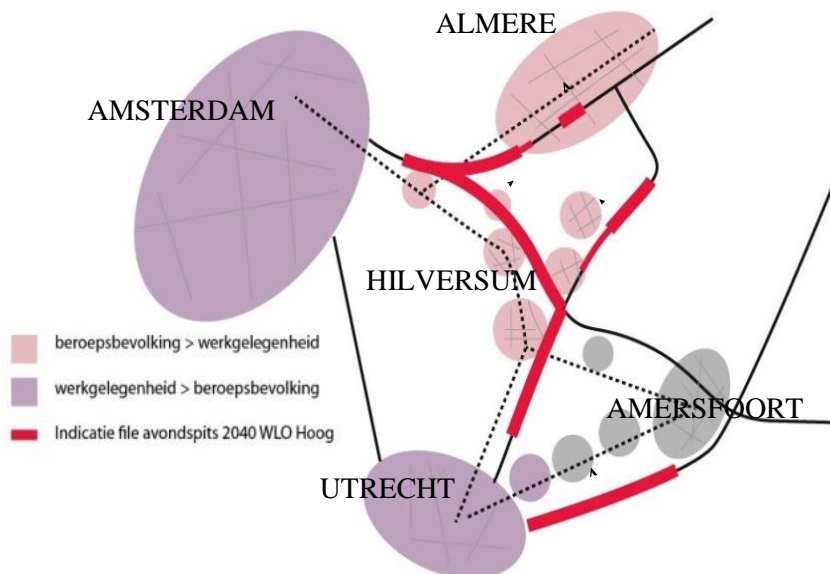 ALMERE
AMSTERDAM
HILVERSUM
beroepsbevolking > werkgelegenheid
werkgelegenheid > beroepsbevolking
AMERSFOORT
Indicatie file avondspits 2040 WLO Hoog
UTRECHT